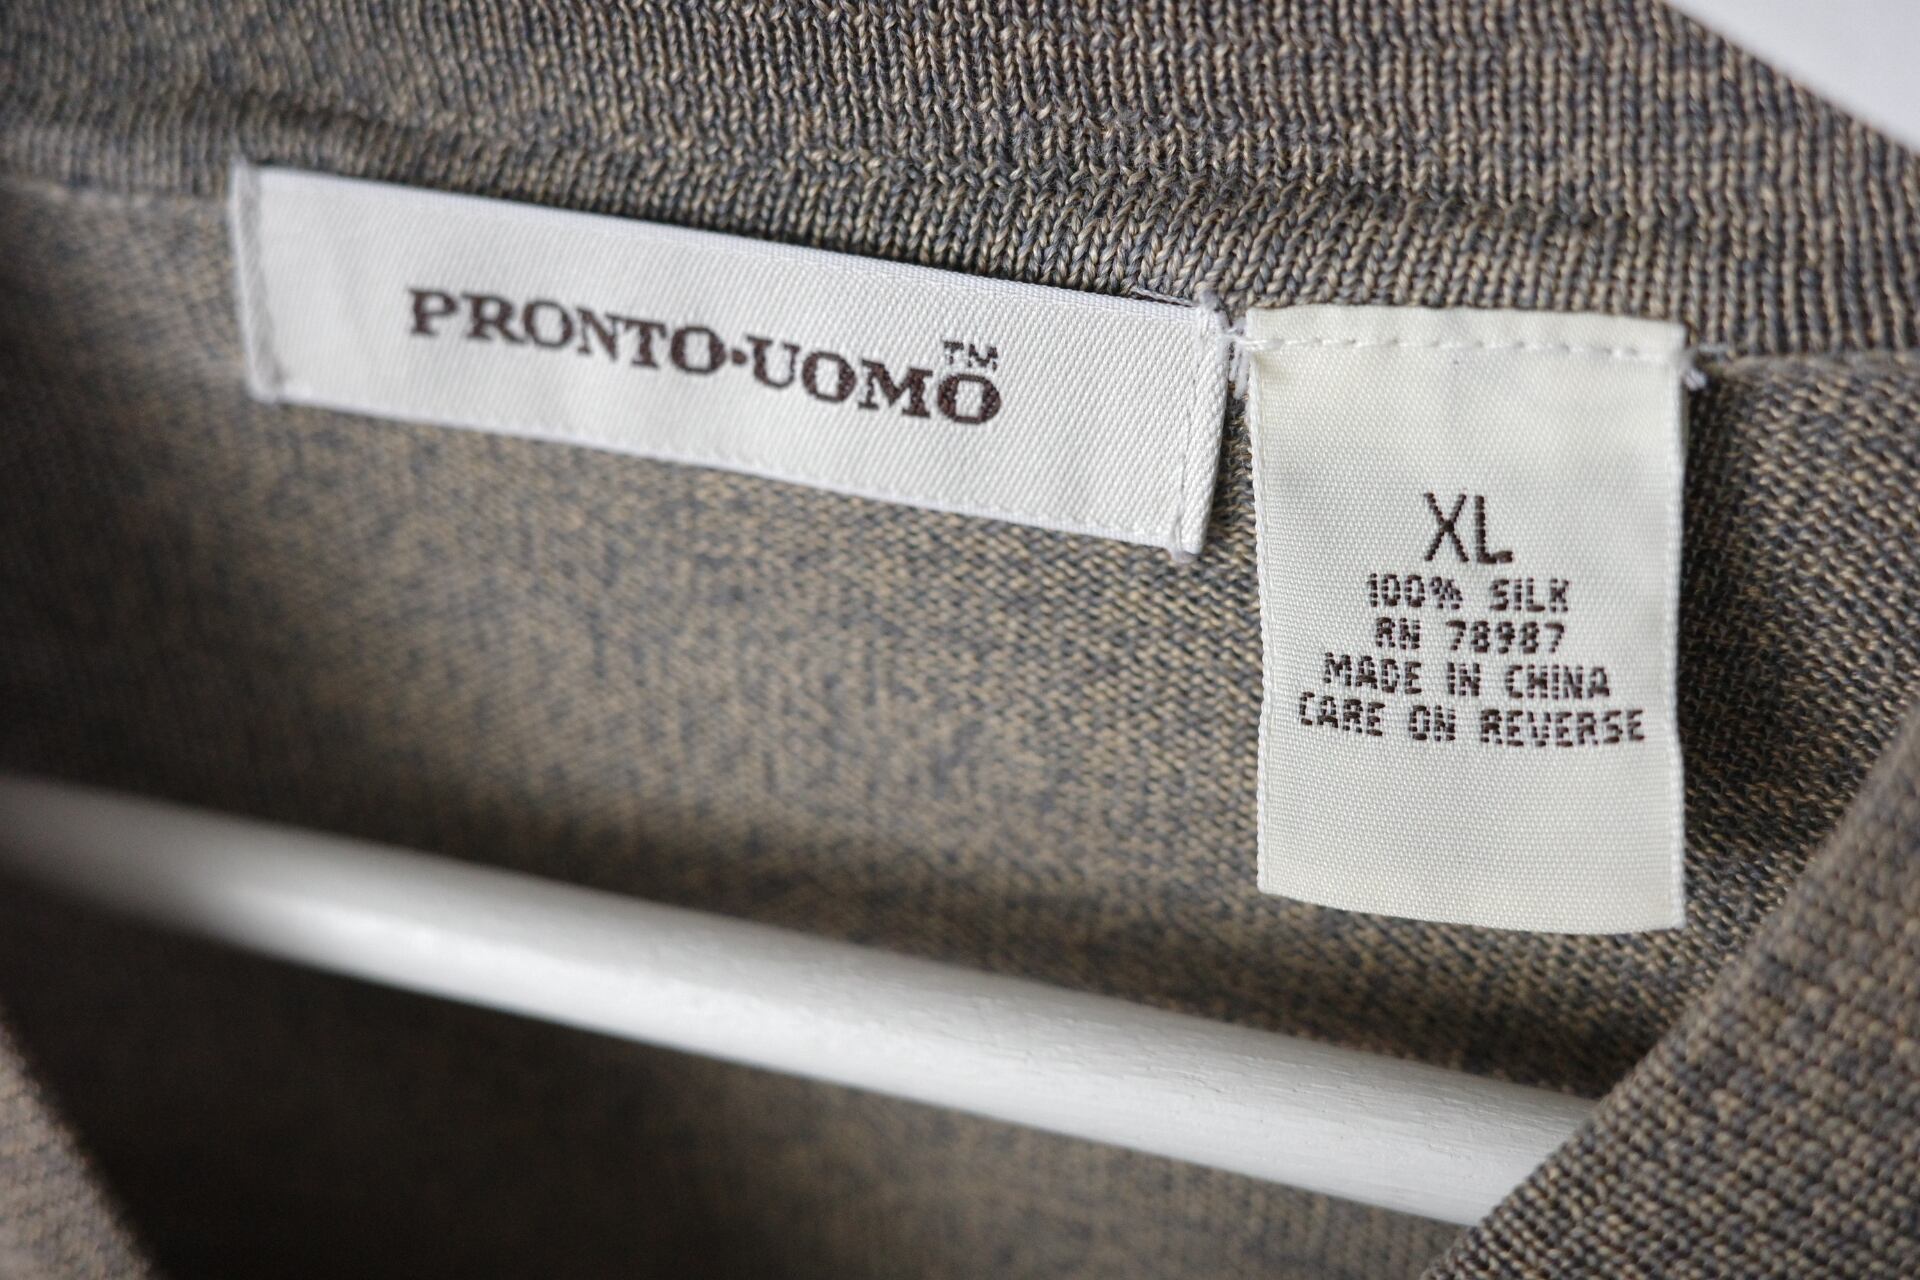 PRONTO•UOMO™
XL
100% SILK
RN 78987
MADE IN CHINA
CARE ON REVERSE